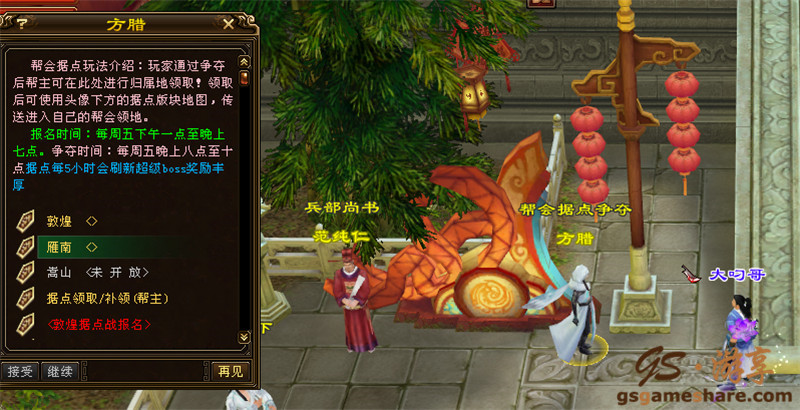 ? 方腊 ×
帮会据点玩法介绍：玩家通过争夺
后帮主可在此处进行归属地领取！领取
后可使用头像下方的据点版块地图，传
送进入自己的帮会领地。
报名时间：每周五下午一点至晚上
七点。争夺时间：每周五晚上八点至十
点据点每5小时会刷新超级boss奖励丰
厚
敦煌 <>
雁南 <>
嵩山 <未开放>
据点领取/补领(帮主)
<敦煌据点战报名>
接受 继续 再见
下
兵部尚书
范纯仁
帮会据点争夺
方腊
大叼哥
GS·游享
gsgameshare.com